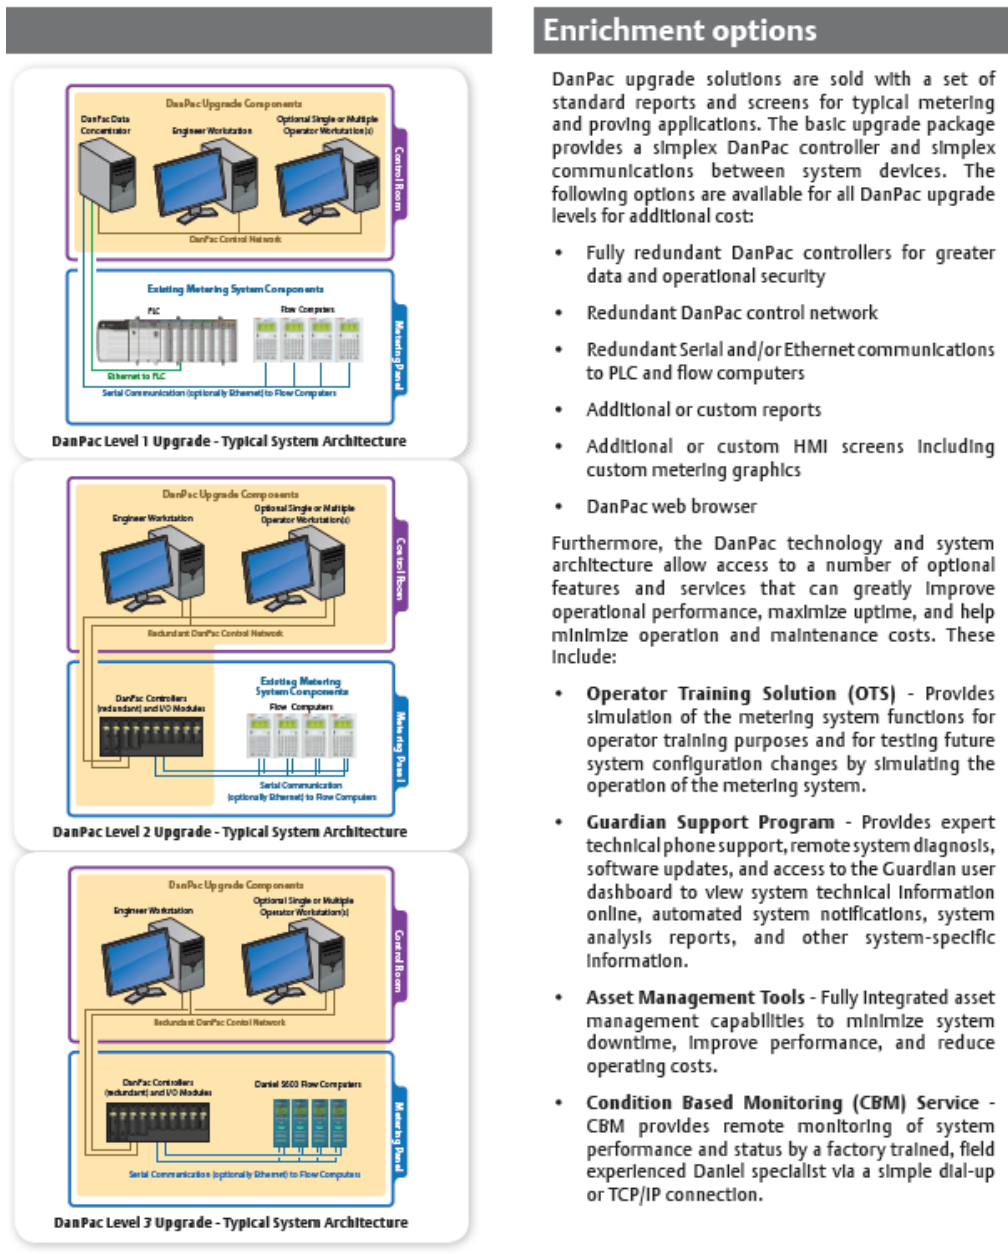 DanPac Upgrade Components
DanPac Data
Concentrator
Engineer Workstation
Optional Single or Multiple
Operator Workstation(s)
Control Room
DanPac Control Network
Existing Metering System Components
PLC
Flow Computers
Metering Panel
Ethernet to PLC
Serial Communication (optionally Ethernet) to Flow Computers
DanPac Level 1 Upgrade - Typical System Architecture
DanPac Upgrade Components
Engineer Workstation
Optional Single or Multiple
Operator Workstation(s)
Control Room
Redundant DanPac Control Network
Existing Metering
System Components
DanPac Controllers
(redundant) and I/O Modules
Flow Computers
Metering Panel
Serial Communication
(optionally Ethernet) to Flow Computers
DanPac Level 2 Upgrade - Typical System Architecture
DanPac Upgrade Components
Engineer Workstation
Optional Single or Multiple
Operator Workstation(s)
Control Room
Redundant DanPac Control Network
DanPac Controllers
(redundant) and I/O Modules
Daniel S600 Flow Computers
Metering Panel
Serial Communication (optionally Ethernet) to Flow Computers
DanPac Level 3 Upgrade - Typical System Architecture
Enrichment options
DanPac upgrade solutions are sold with a set of
standard reports and screens for typical metering
and proving applications. The basic upgrade package
provides a simplex DanPac controller and simplex
communications between system devices. The
following options are available for all DanPac upgrade
levels for additional cost:
• Fully redundant DanPac controllers for greater
data and operational security
• Redundant DanPac control network
• Redundant Serial and/or Ethernet communications
to PLC and flow computers
• Additional or custom reports
• Additional or custom HMI screens including
custom metering graphics
• DanPac web browser
Furthermore, the DanPac technology and system
architecture allow access to a number of optional
features and services that can greatly improve
operational performance, maximize uptime, and help
minimize operation and maintenance costs. These
include:
• Operator Training Solution (OTS) - Provides
simulation of the metering system functions for
operator training purposes and for testing future
system configuration changes by simulating the
operation of the metering system.
• Guardian Support Program - Provides expert
technical phone support, remote system diagnosis,
software updates, and access to the Guardian user
dashboard to view system technical information
online, automated system notifications, system
analysis reports, and other system-specific
information.
• Asset Management Tools - Fully integrated asset
management capabilities to minimize system
downtime, improve performance, and reduce
operating costs.
• Condition Based Monitoring (CBM) Service -
CBM provides remote monitoring of system
performance and status by a factory trained, field
experienced Daniel specialist via a simple dial-up
or TCP/IP connection.